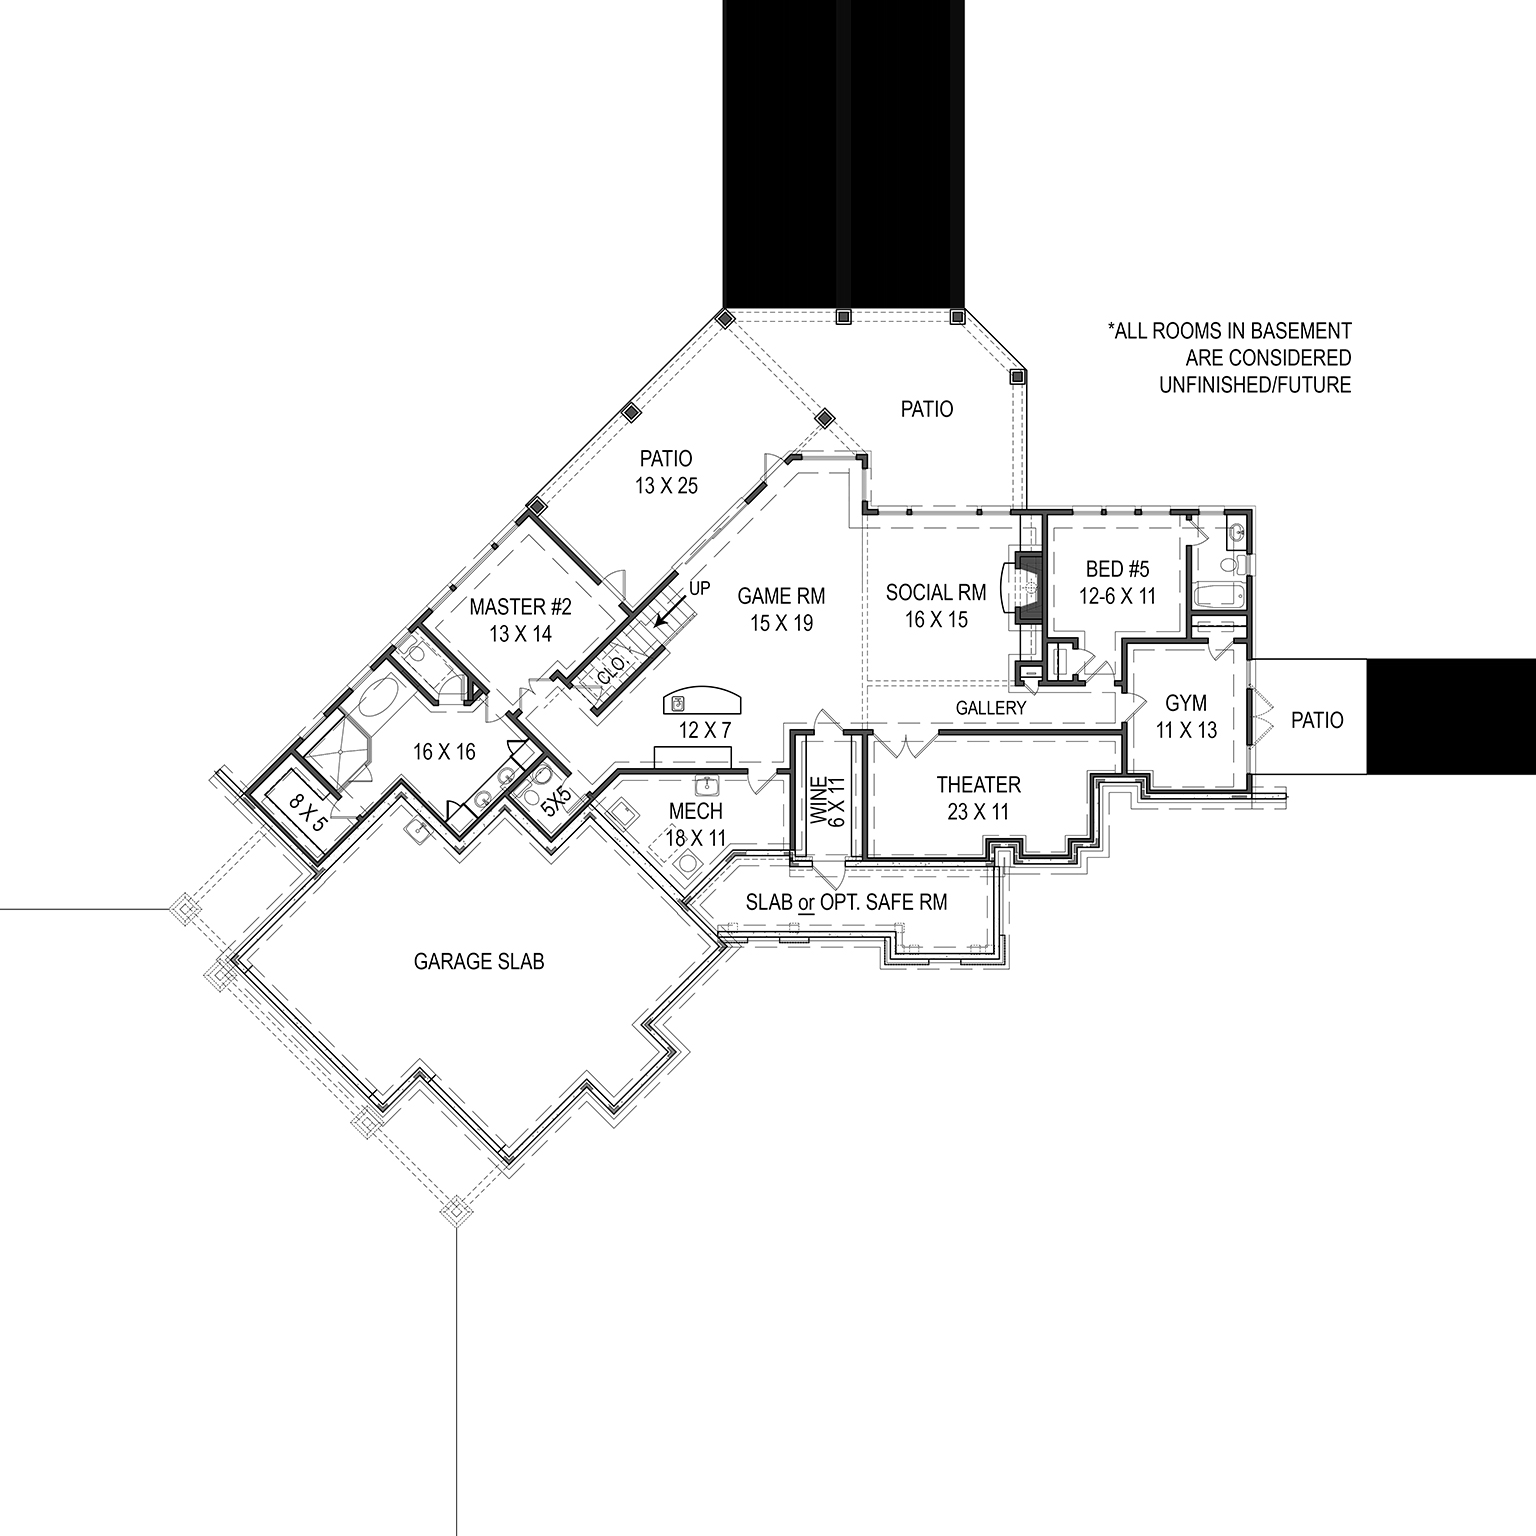 *ALL ROOMS IN BASEMENT
ARE CONSIDERED
UNFINISHED/FUTURE
PATIO
PATIO
13 X 25
MASTER #2
13 X 14
UP
CLO.
GAME RM
15 X 19
SOCIAL RM
16 X 15
BED #5
12-6 X 11
GALLERY
GYM
11 X 13
PATIO
12 X 7
16 X 16
8 X 5
5X5
MECH
18 X 11
WINE
6 X 11
THEATER
23 X 11
SLAB or OPT. SAFE RM
GARAGE SLAB